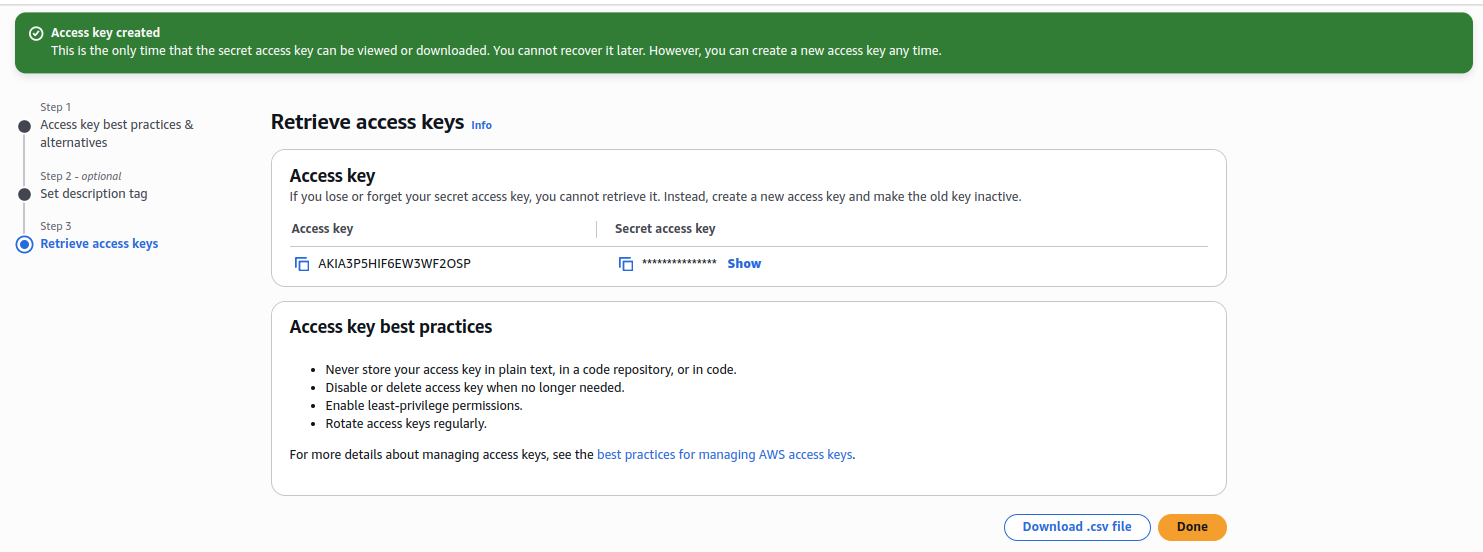 Access key created
This is the only time that the secret access key can be viewed or downloaded. You cannot recover it later. However, you can create a new access key any time.
Step 1
Access key best practices &
alternatives
Step 2 - optional
Set description tag
Step 3
Retrieve access keys
Retrieve access keys Info
Access key
If you lose or forget your secret access key, you cannot retrieve it. Instead, create a new access key and make the old key inactive.
Access key Secret access key
AKIA3P5HIF6EW3WF2OSP *************** Show
Access key best practices
• Never store your access key in plain text, in a code repository, or in code.
• Disable or delete access key when no longer needed.
• Enable least-privilege permissions.
• Rotate access keys regularly.
For more details about managing access keys, see the best practices for managing AWS access keys.
Download .csv file Done